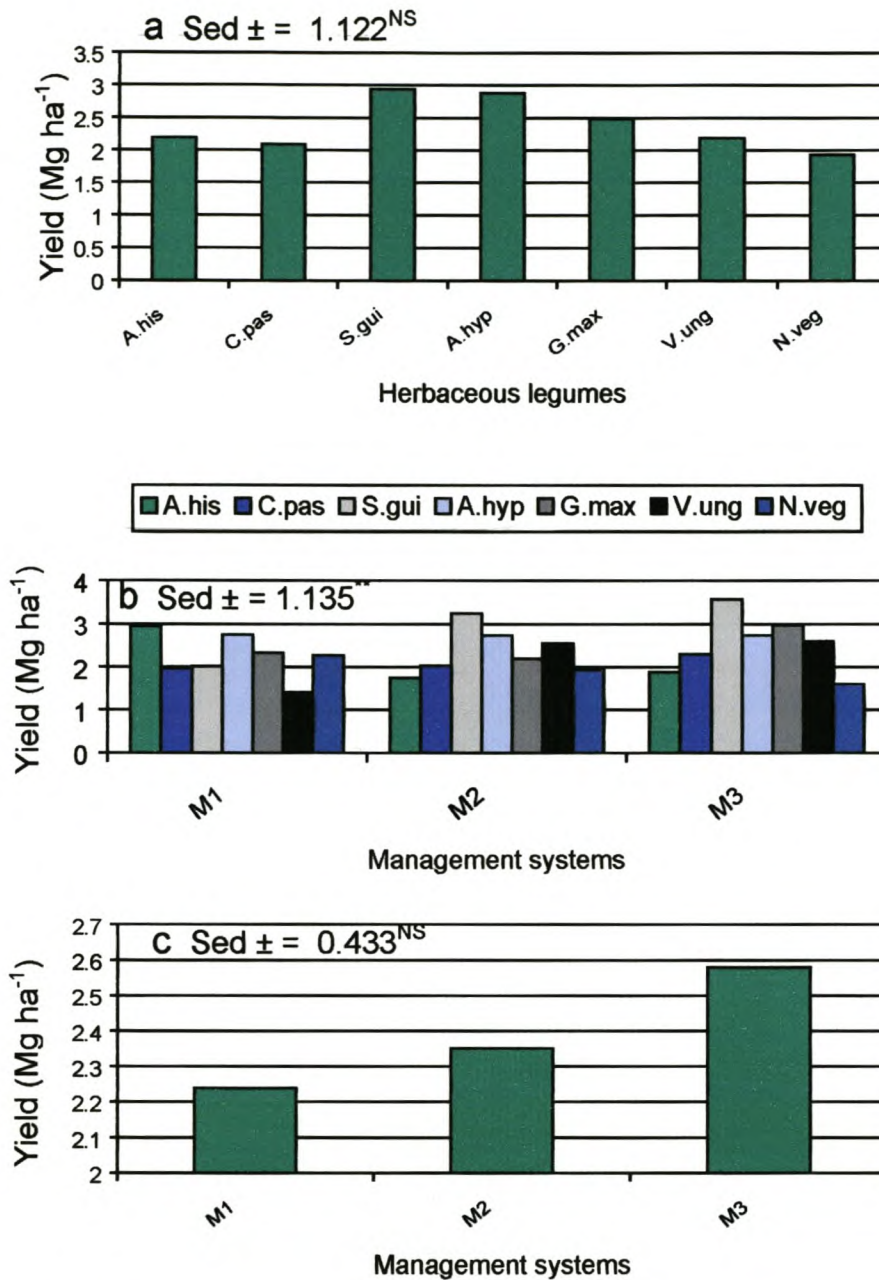 a Sed ± = 1.122^NS
Yield (Mg ha⁻¹)
3.5
3
2.5
2
1.5
1
0.5
0
A.his C.pas S.gui A.hyp G.max V.ung N.veg
Herbaceous legumes
A.his C.pas S.gui A.hyp G.max V.ung N.veg
b Sed ± = 1.135**
Yield (Mg ha⁻¹)
4
3
2
1
0
M1 M2 M3
Management systems
c Sed ± = 0.433^NS
Yield (Mg ha⁻¹)
2.7
2.6
2.5
2.4
2.3
2.2
2.1
2
M1 M2 M3
Management systems